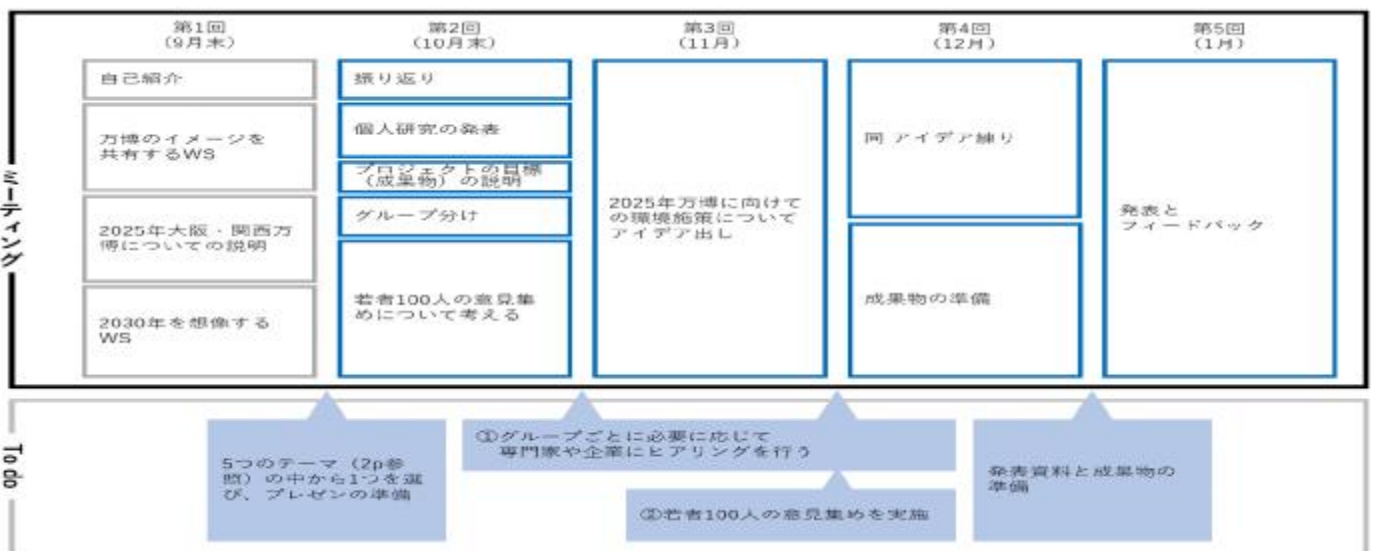 第1回
(9月末)
第2回
(10月末)
第3回
(11月)
第4回
(12月)
第5回
(1月)
ミーティング
自己紹介
万博のイメージを
共有するWS
2025年大阪・関西万
博についての説明
2030年を想像する
WS
振り返り
個人研究の発表
プロジェクトの目標
(成果物)の説明
グループ分け
若者100人の意見集
めについて考える
2025年万博に向けて
の環境施策について
アイデア出し
同 アイデア練り
成果物の準備
発表と
フィードバック
To do
5つのテーマ(2p参
照)の中から1つを選
び、プレゼンの準備
①グループごとに必要に応じて
専門家や企業にヒアリングを行う
②若者100人の意見集めを実施
発表資料と成果物の
準備